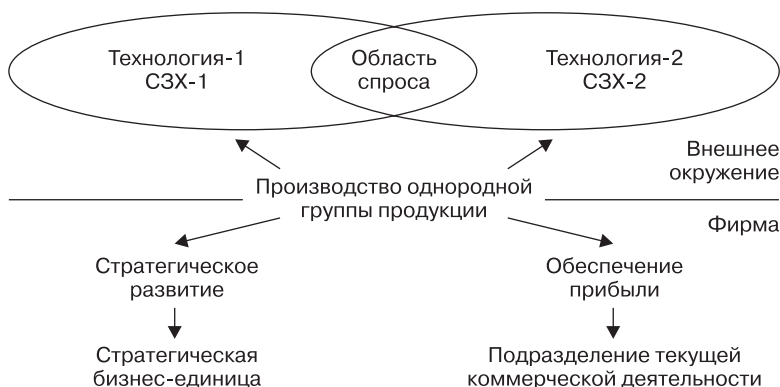 Технология-1
СЗХ-1
Область
спроса
Технология-2
СЗХ-2
Внешнее
окружение
Производство однородной
группы продукции
Фирма
Стратегическое
развитие
Обеспечение
прибыли
Стратегическая
бизнес-единица
Подразделение текущей
коммерческой деятельности